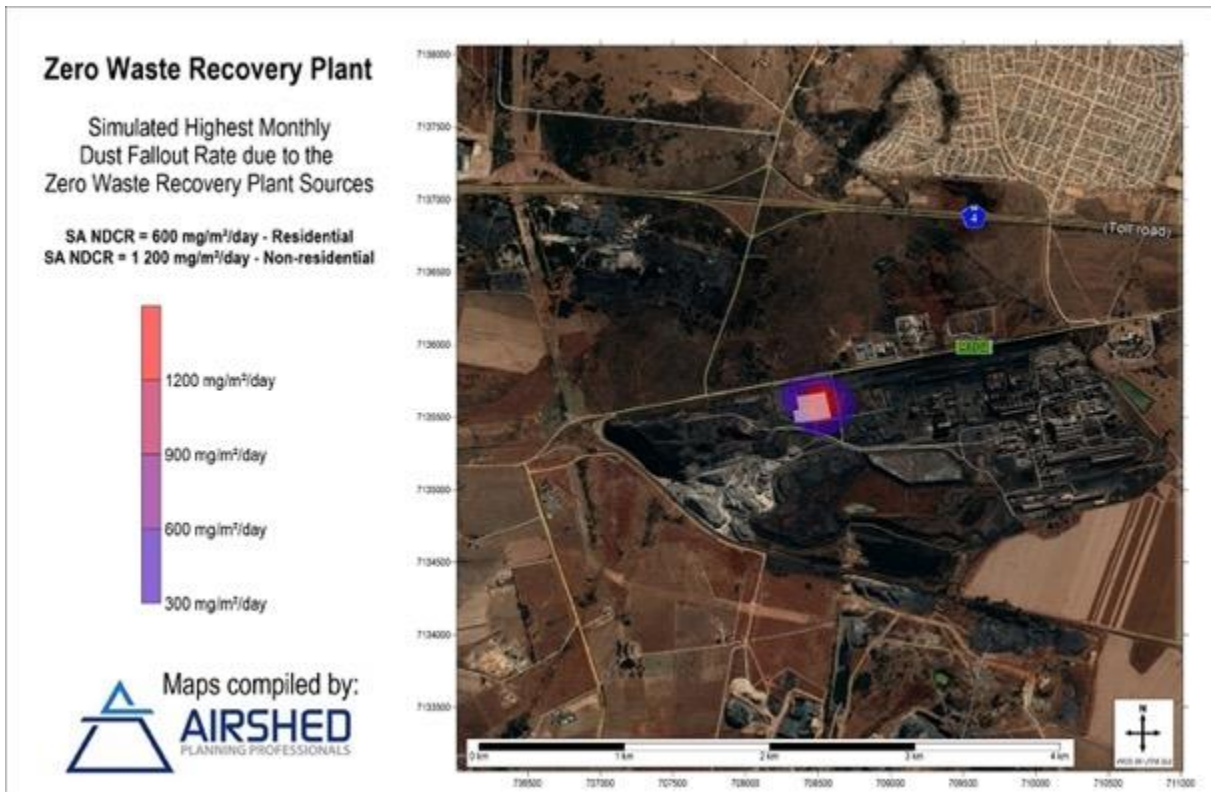 Zero Waste Recovery Plant
Simulated Highest Monthly
Dust Fallout Rate due to the
Zero Waste Recovery Plant Sources
SA NDCR = 600 mg/m²/day - Residential
SA NDCR = 1 200 mg/m²/day - Non-residential
1200 mg/m²/day
900 mg/m²/day
600 mg/m²/day
300 mg/m²/day
Maps compiled by:
AIRSHED
PLANNING PROFESSIONALS
7138000
7137500
7137000
7136500
7136000
7135500
7135000
7134500
7134000
7133500
4
(Toll road)
0 km
1 km
2 km
3 km
4 km
N
707000
707500
708000
708500
709500
710000
710500
711000